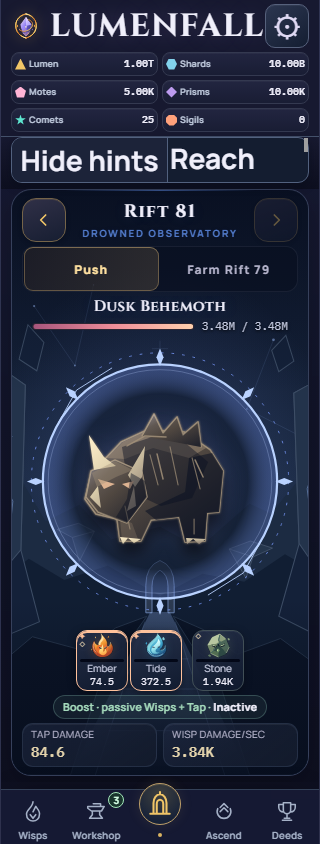 LUMENFALL
Lumen 1.00T
Shards 10.00B
Motes 5.00K
Prisms 10.00K
Comets 25
Sigils 0
Hide hints Reach
RIFT 81
DROWNED OBSERVATORY
Push Farm Rift 79
DUSK BEHEMOTH
3.48M / 3.48M
Ember Tide Stone
74.5 372.5 1.94K
Boost · passive Wisps + Tap · Inactive
TAP DAMAGE WISP DAMAGE/SEC
84.6 3.84K
3
Wisps Workshop Ascend Deeds